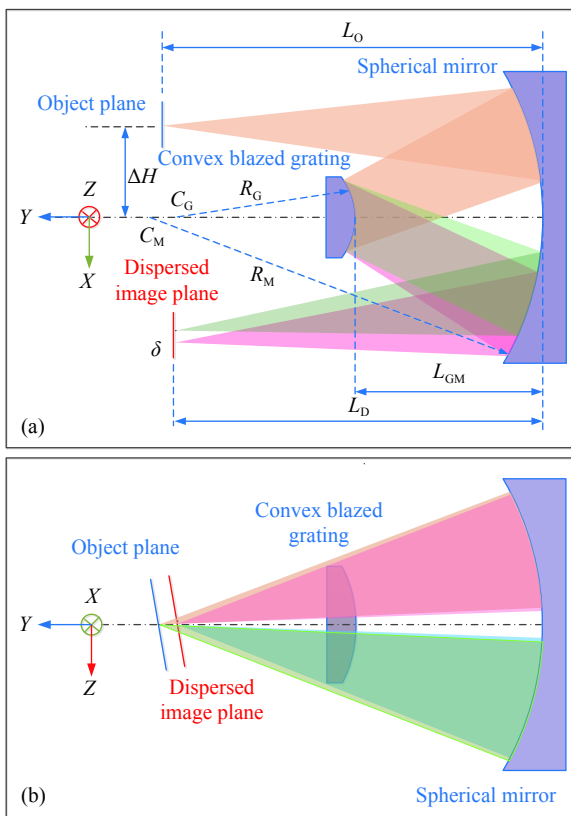 L_O
Spherical mirror
Object plane
Convex blazed
grating
ΔH
Z
C_G
R_G
Y
C_M
X
Dispersed
image plane
R_M
δ
L_GM
L_D
(a)
Convex blazed
grating
Object plane
X
Y
Z
Dispersed
image plane
(b)
Spherical mirror